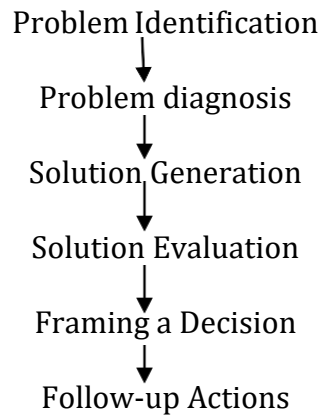 Problem Identification
Problem diagnosis
Solution Generation
Solution Evaluation
Framing a Decision
Follow-up Actions